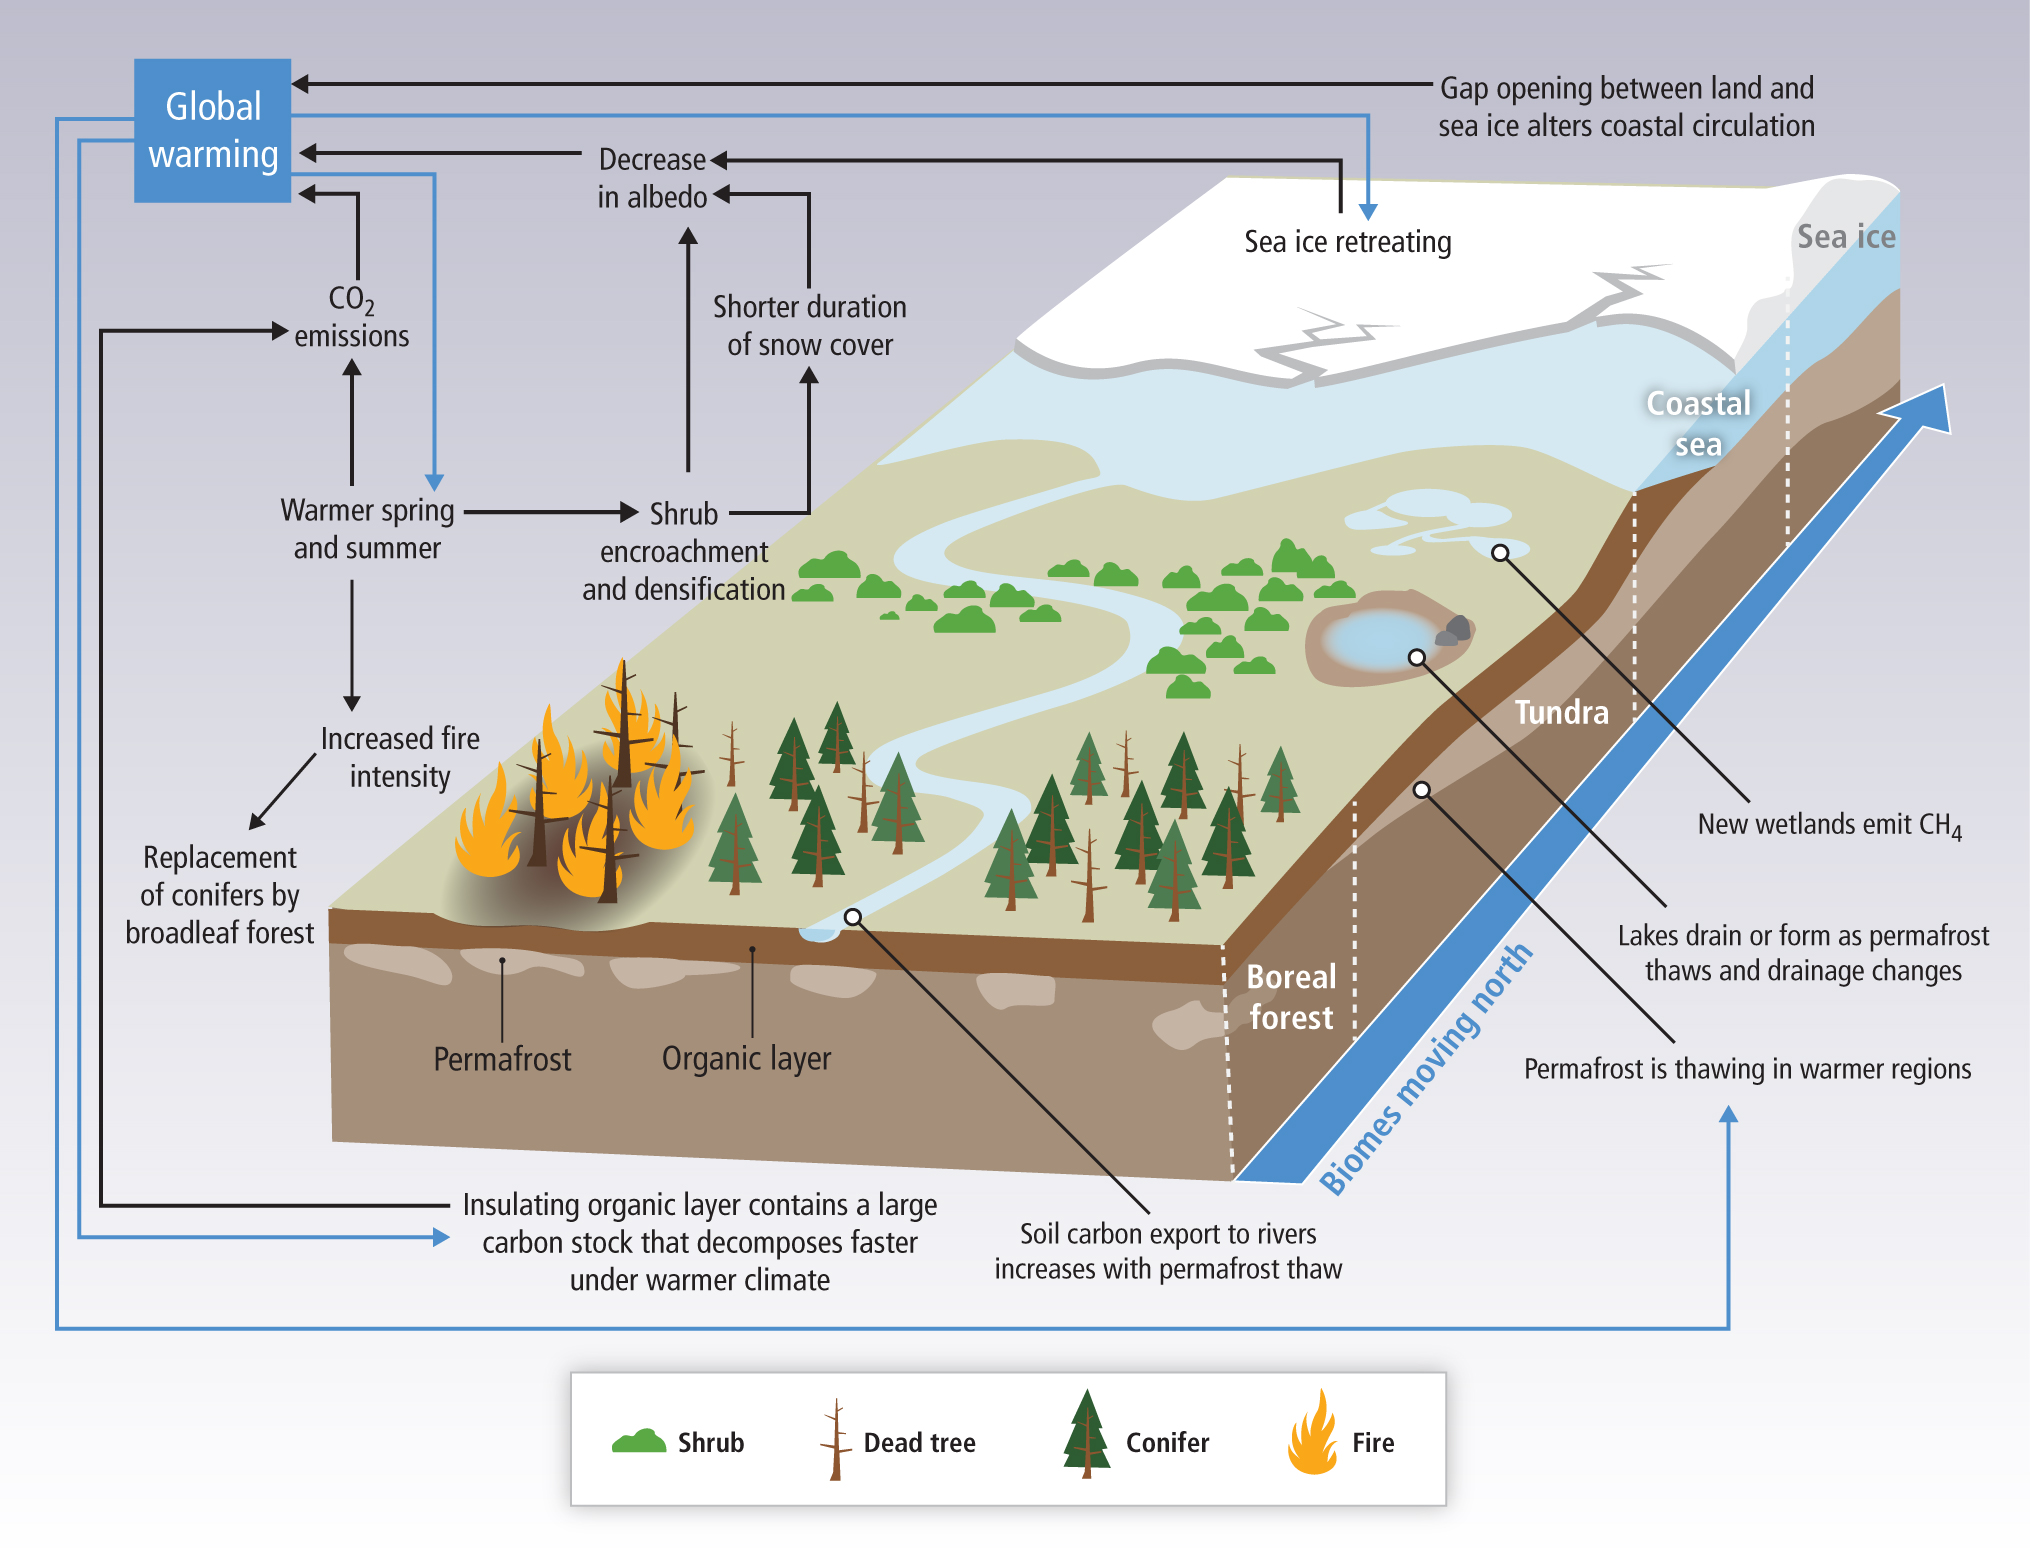 Global
warming
Gap opening between land and
sea ice alters coastal circulation
Decrease
in albedo
Sea ice retreating
Sea ice
CO₂
emissions
Shorter duration
of snow cover
Coastal
sea
Warmer spring
and summer
Shrub
encroachment
and densification
Increased fire
intensity
Tundra
New wetlands emit CH₄
Replacement
of conifers by
broadleaf forest
Lakes drain or form as permafrost
thaws and drainage changes
Boreal
forest
Biomes moving north
Permafrost
Organic layer
Permafrost is thawing in warmer regions
Insulating organic layer contains a large
carbon stock that decomposes faster
under warmer climate
Soil carbon export to rivers
increases with permafrost thaw
Shrub
Dead tree
Conifer
Fire